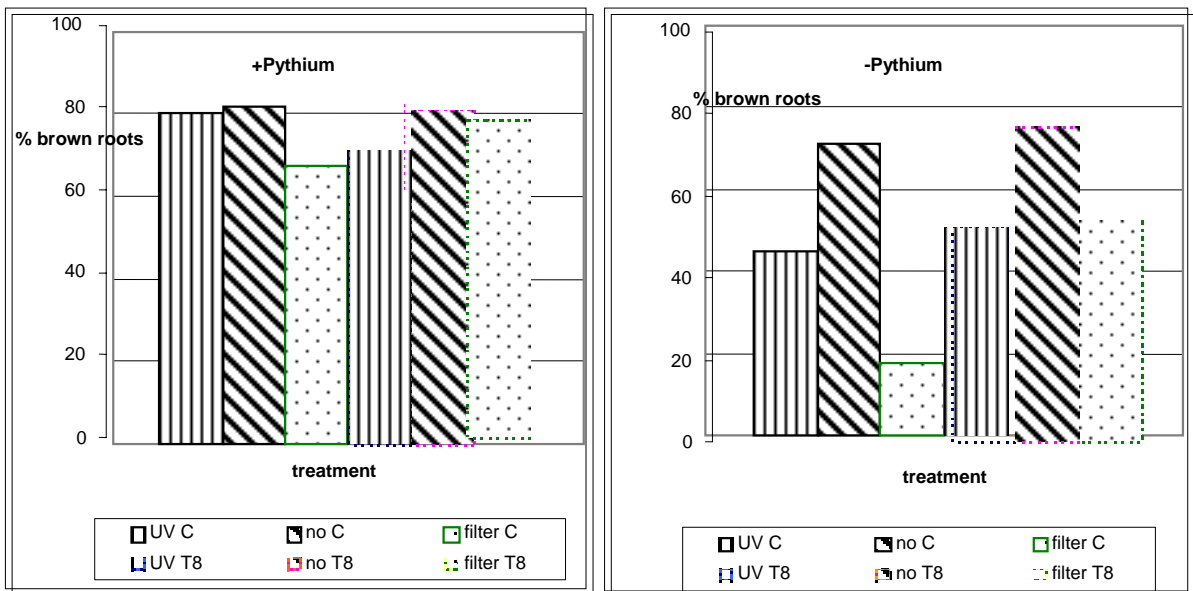 100
+Pythium
80
% brown roots
60
40
20
0
treatment
UV C no C filter C
UV T8 no T8 filter T8
100
-Pythium
% brown roots
80
60
40
20
0
treatment
UV C no C filter C
UV T8 no T8 filter T8